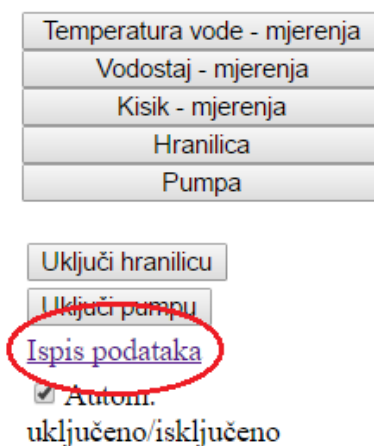 Temperatura vode - mjerenja
Vodostaj - mjerenja
Kisik - mjerenja
Hranilica
Pumpa
Uključi hranilicu
Uključi pumpu
Ispis podataka
Autom.
uključeno/isključeno